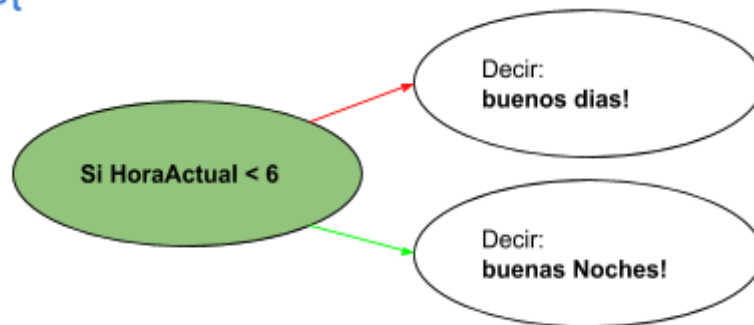 Si HoraActual < 6
Decir:
buenos dias!
Decir:
buenas Noches!